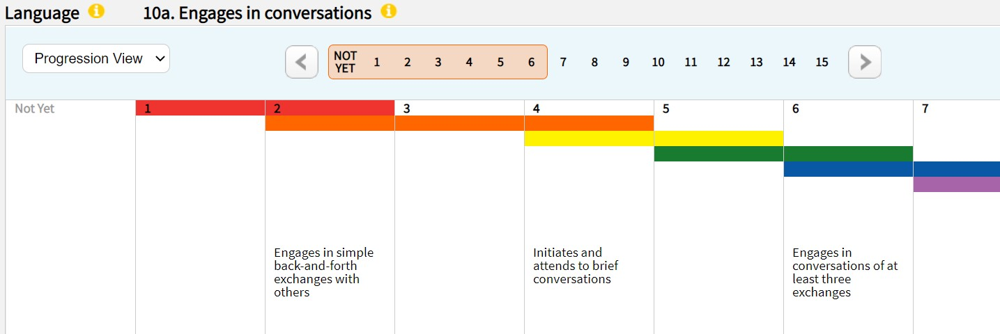 Language 10a. Engages in conversations
Progression View
NOT YET 1 2 3 4 5 6 7 8 9 10 11 12 13 14 15
Not Yet 1 2 3 4 5 6 7
Engages in simple
back-and-forth
exchanges with
others
Initiates and
attends to brief
conversations
Engages in
conversations of at
least three
exchanges